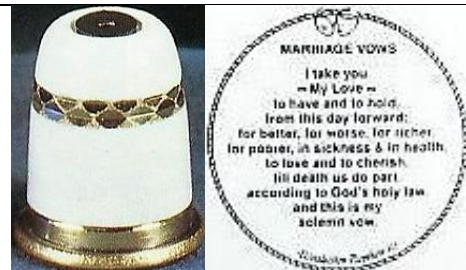 MARRIAGE VOWS
I take you
~ My Love ~
to have and to hold,
from this day forward;
for better, for worse, for richer,
for poorer, in sickness & in health,
to love and to cherish,
till death us do part
according to God's holy law,
and this is my
solemn vow.